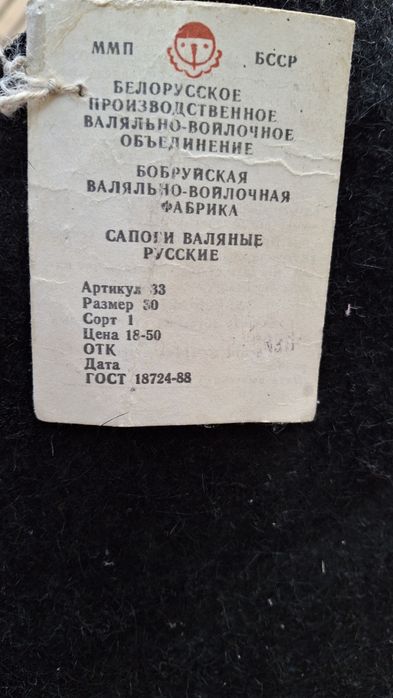 ММП БССР
БЕЛОРУССКОЕ
ПРОИЗВОДСТВЕННОЕ
ВАЛЯЛЬНО-ВОЙЛОЧНОЕ
ОБЪЕДИНЕНИЕ
БОБРУЙСКАЯ
ВАЛЯЛЬНО-ВОЙЛОЧНАЯ
ФАБРИКА
САПОГИ ВАЛЯНЫЕ
РУССКИЕ
Артикул 33
Размер 30
Сорт 1
Цена 18-50
ОТК
Дата
ГОСТ 18724-88